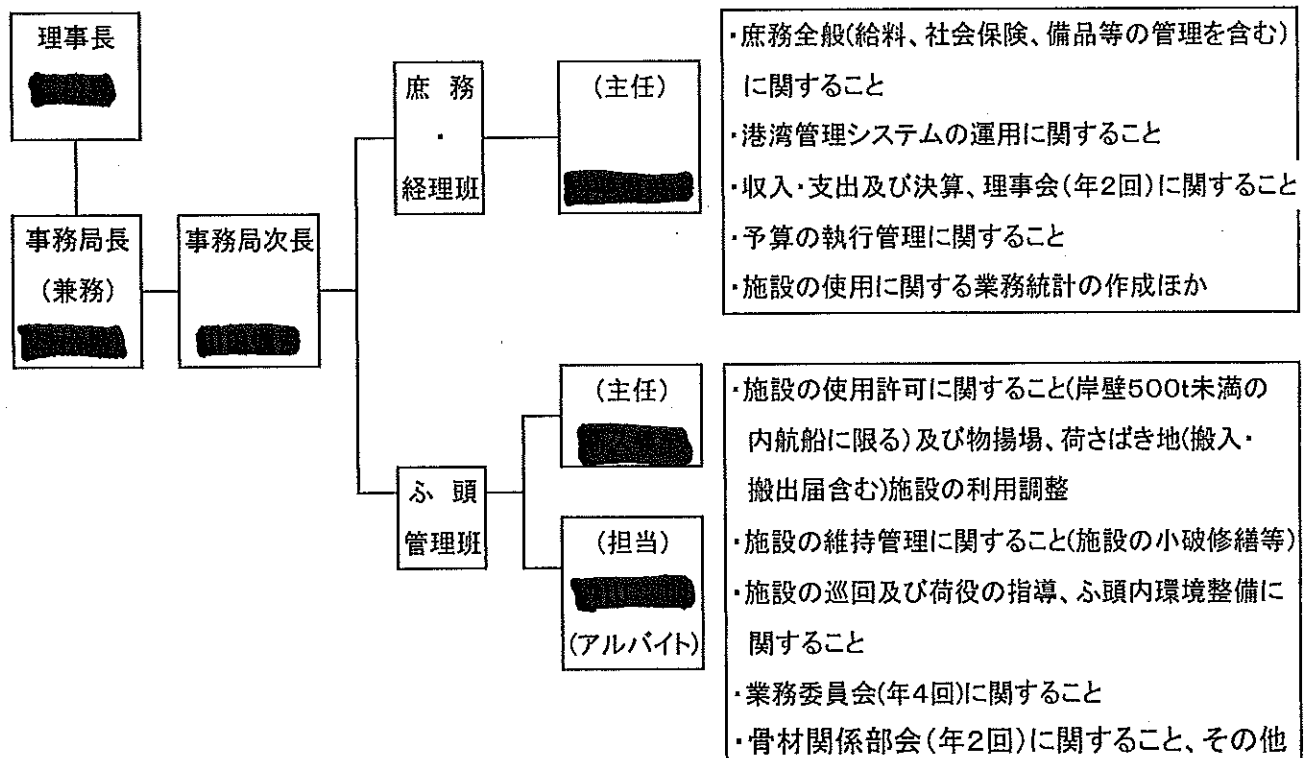 理事長
事務局長
(兼務)
事務局次長
庶務
・
経理班
(主任)
・庶務全般(給料、社会保険、備品等の管理を含む)
に関すること
・港湾管理システムの運用に関すること
・収入・支出及び決算、理事会(年2回)に関すること
・予算の執行管理に関すること
・施設の使用に関する業務統計の作成ほか
ふ頭
管理班
(主任)
(担当)
(アルバイト)
・施設の使用許可に関すること(岸壁500t未満の
内航船に限る)及び物揚場、荷さばき地(搬入・
搬出届含む)施設の利用調整
・施設の維持管理に関すること(施設の小破修繕等)
・施設の巡回及び荷役の指導、ふ頭内環境整備に
関すること
・業務委員会(年4回)に関すること
・骨材関係部会(年2回)に関すること、その他